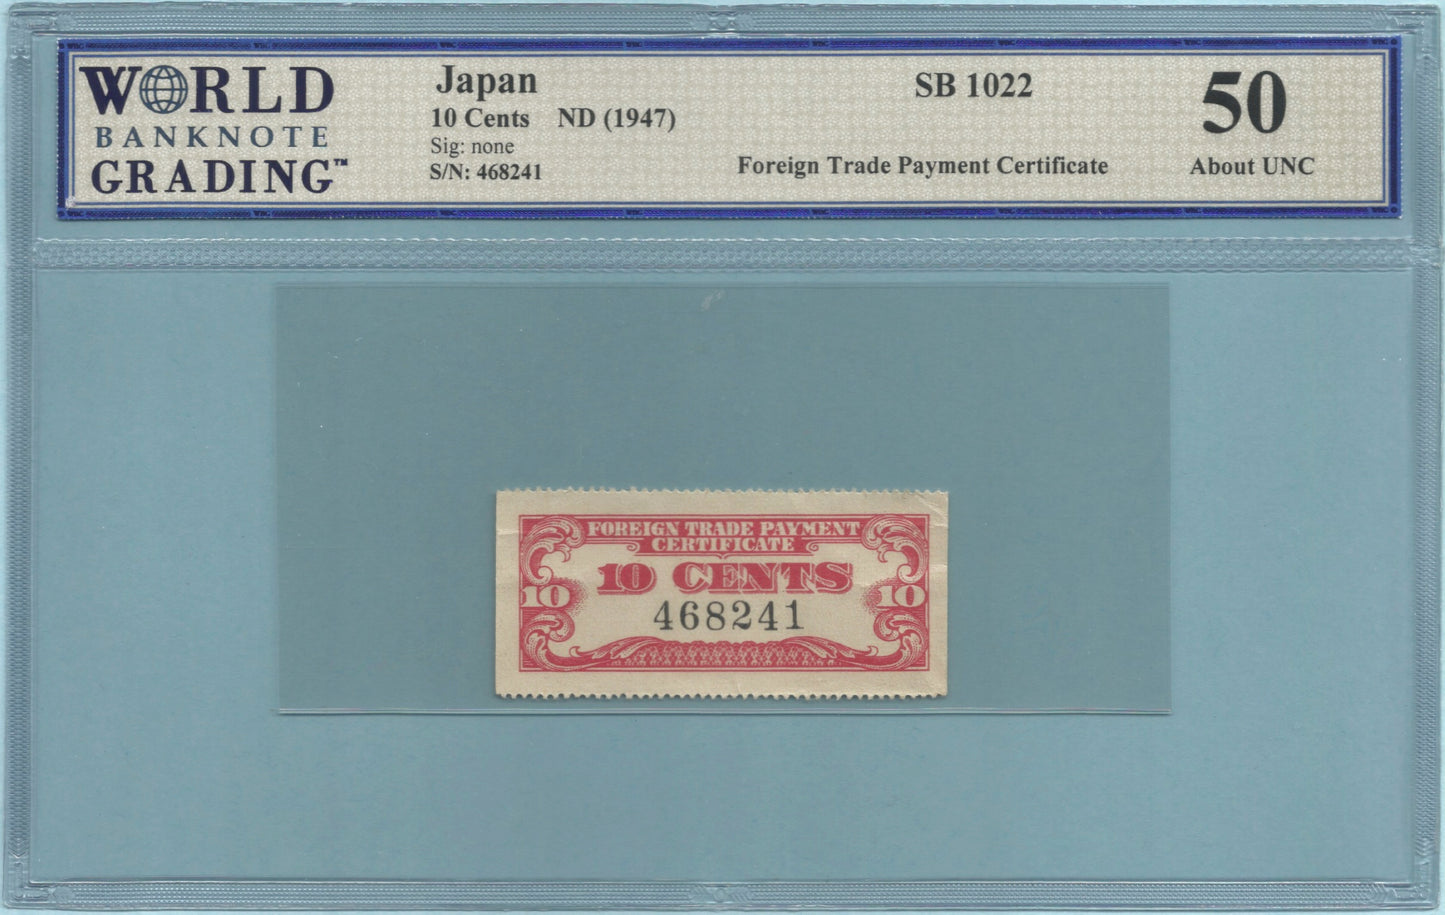 WORLD
BANKNOTE
GRADING™
Japan
10 Cents ND (1947)
Sig: none
S/N: 468241
SB 1022
Foreign Trade Payment Certificate
50
About UNC
FOREIGN TRADE PAYMENT
CERTIFICATE
10 CENTS
10 10
468241